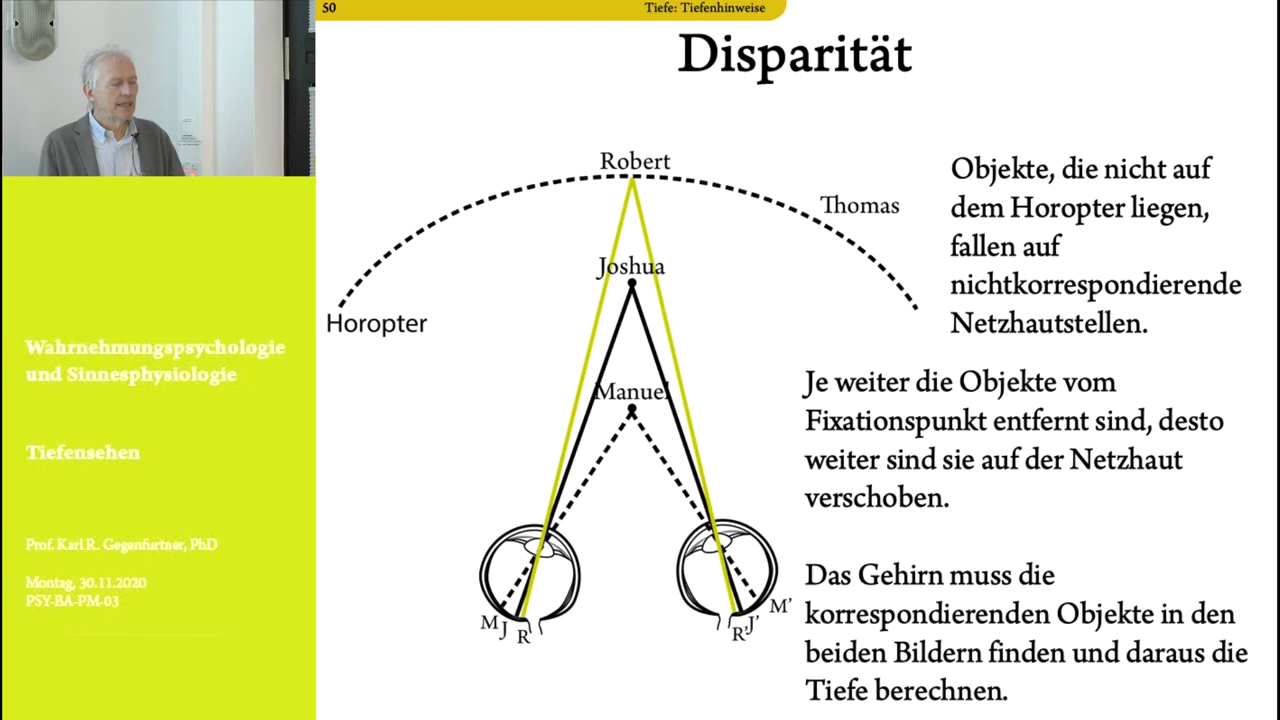 50
Tiefe: Tiefenhinweise
Disparität
Robert
Thomas
Joshua
Horopter
Manuel
M
J
R
R'
J'
M'
Objekte, die nicht auf
dem Horopter liegen,
fallen auf
nichtkorrespondierende
Netzhautstellen.
Je weiter die Objekte vom
Fixationspunkt entfernt sind, desto
weiter sind sie auf der Netzhaut
verschoben.
Das Gehirn muss die
korrespondierenden Objekte in den
beiden Bildern finden und daraus die
Tiefe berechnen.
Wahrnehmungspsychologie
und Sinnesphysiologie
Tiefensehen
Prof. Karl R. Gegenfurtner, PhD
Montag, 30.11.2020
PSY-BA-PM-03